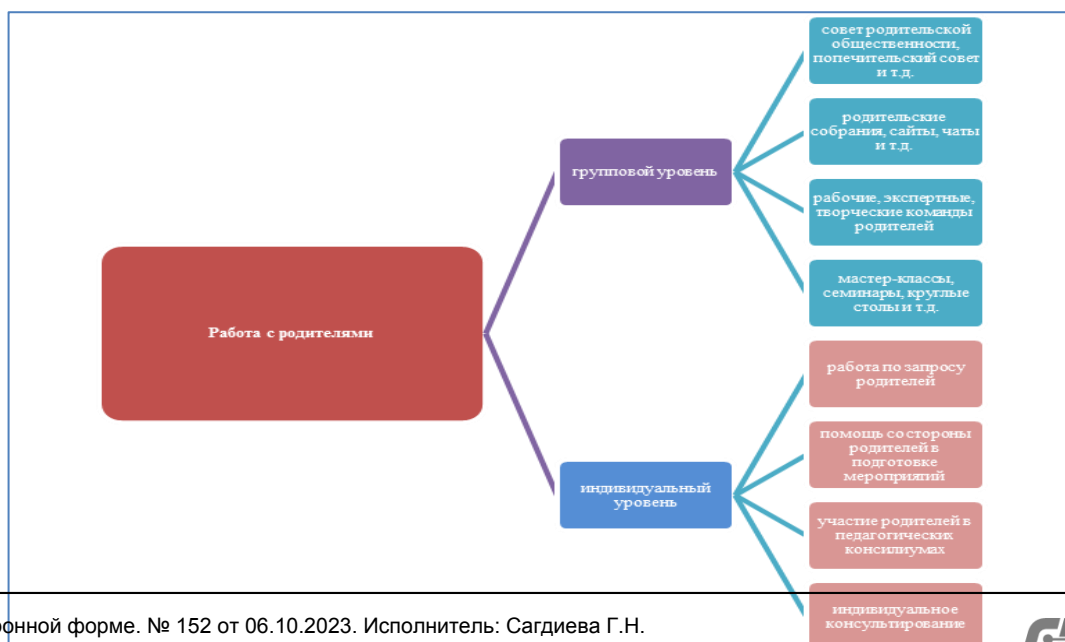 Работа с родителями
групповой уровень
совет родительской
общественности,
попечительский совет
и т.д.
родительские
собрания, сайты, чаты
и т.д.
рабочие, экспертные,
творческие команды
родителей
мастер-классы,
семинары, круглые
столы и т.д.
индивидуальный
уровень
работа по запросу
родителей
помощь со стороны
родителей в
подготовке
мероприятий
участие родителей в
педагогических
консилиумах
индивидуальное
консультирование
онной форме. № 152 от 06.10.2023. Исполнитель: Сагдиева Г.Н.